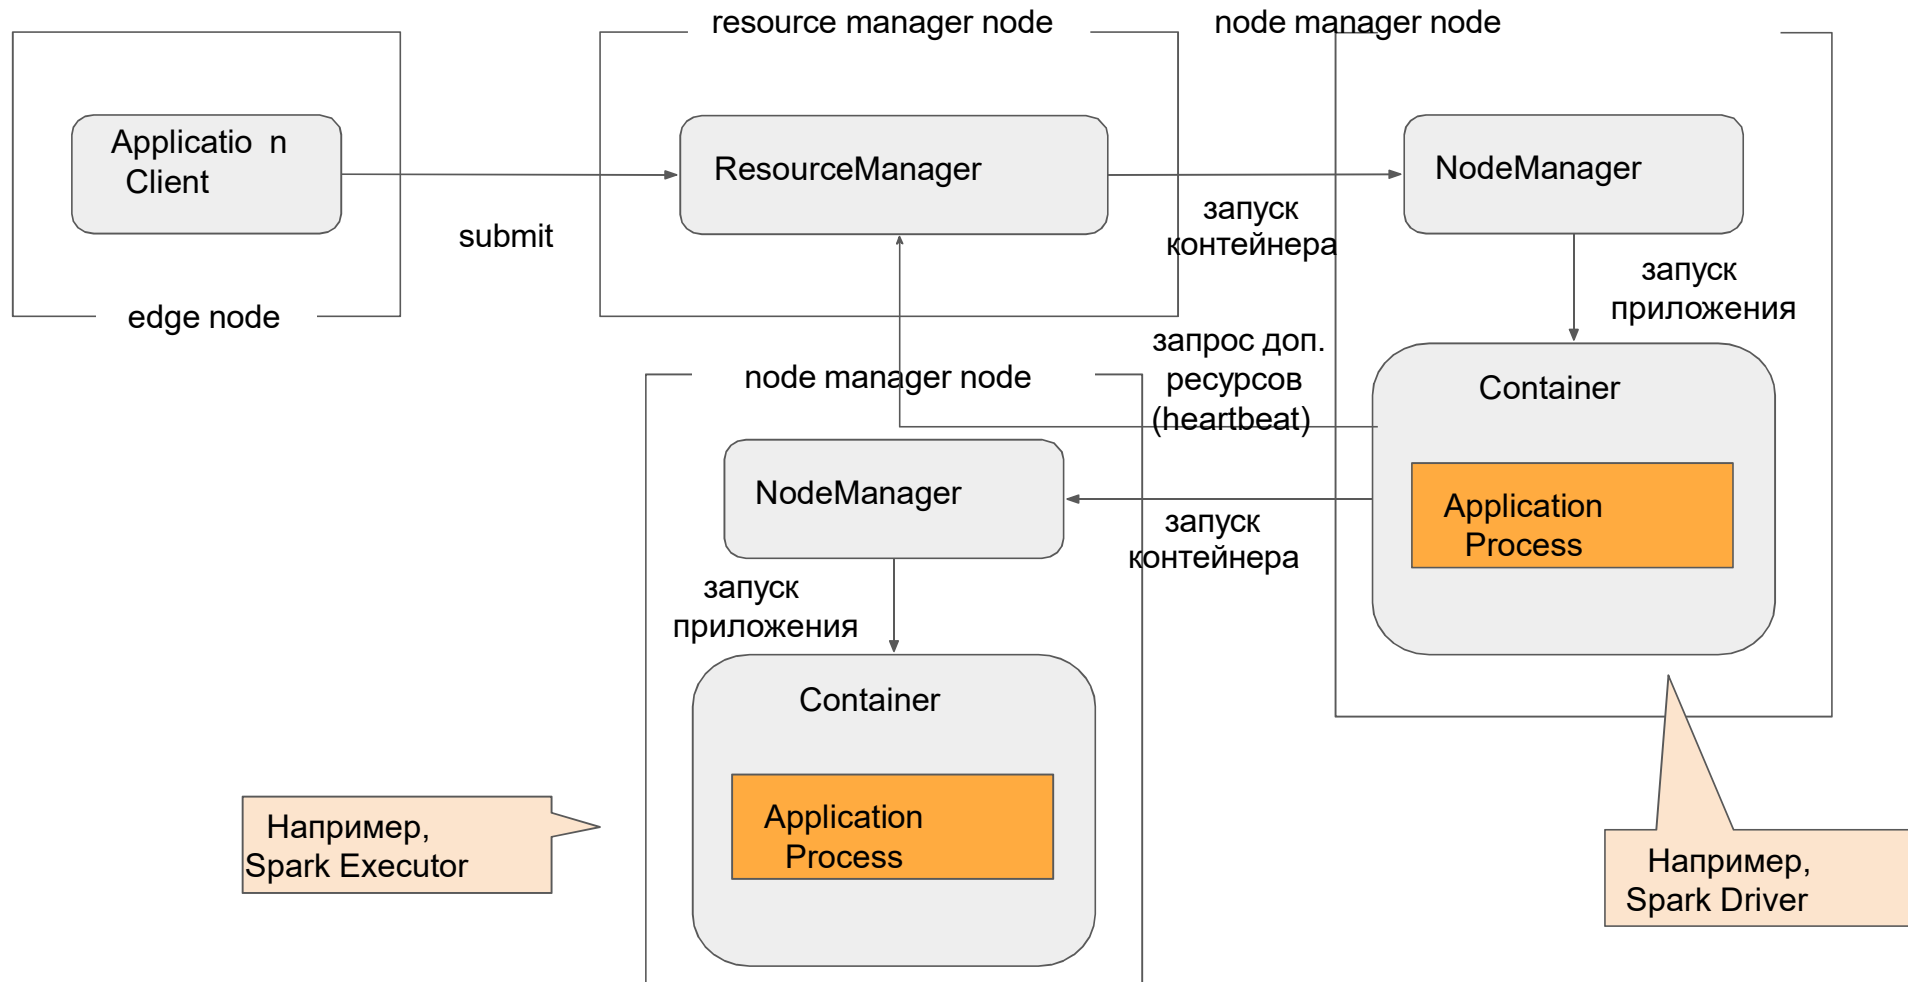 resource manager node
node manager node
Applicatio n
Client
ResourceManager
NodeManager
submit
запуск
контейнера
запуск
приложения
edge node
запрос доп.
ресурсов
(heartbeat)
node manager node
Container
NodeManager
Application
Process
запуск
контейнера
запуск
приложения
Container
Application
Process
Например,
Spark Executor
Например,
Spark Driver